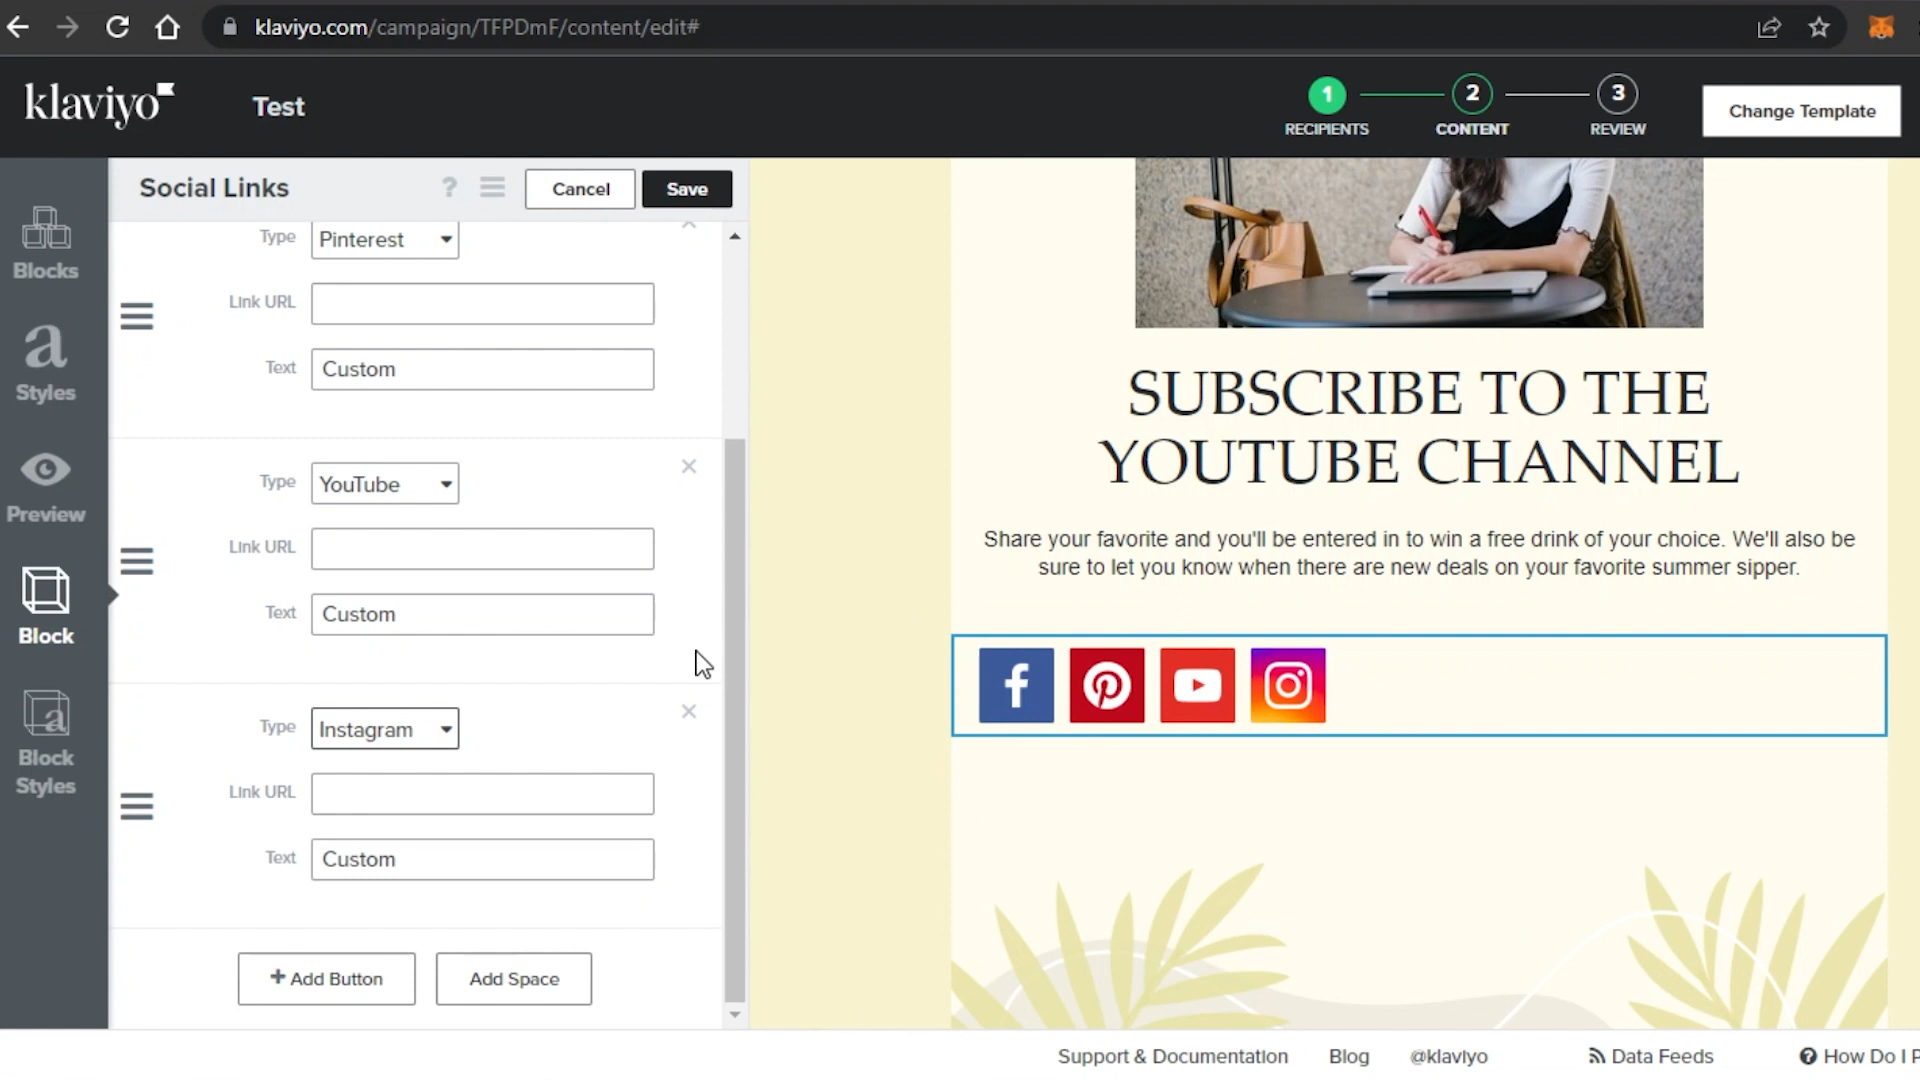 klaviyo.com/campaign/TFPDmF/content/edit#
klaviyo
Test
1
2
3
RECIPIENTS
CONTENT
REVIEW
Change Template
Blocks
Styles
Preview
Block
Block
Styles
Social Links
?
Cancel
Save
Type
Pinterest
Link URL
Text
Custom
Type
YouTube
Link URL
Text
Custom
Type
Instagram
Link URL
Text
Custom
+ Add Button
Add Space
SUBSCRIBE TO THE
YOUTUBE CHANNEL
Share your favorite and you'll be entered in to win a free drink of your choice. We'll also be
sure to let you know when there are new deals on your favorite summer sipper.
Support & Documentation
Blog
@klaviyo
Data Feeds
How Do I